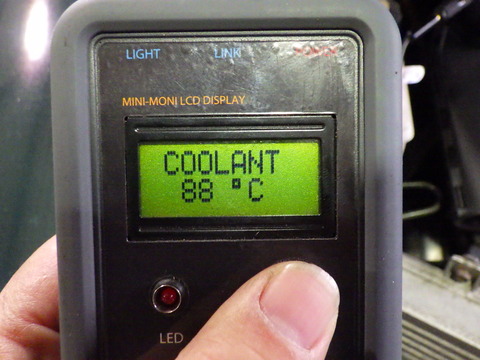 LIGHT LINK
MINI-MONI LCD DISPLAY
COOLANT
88 °C
LED